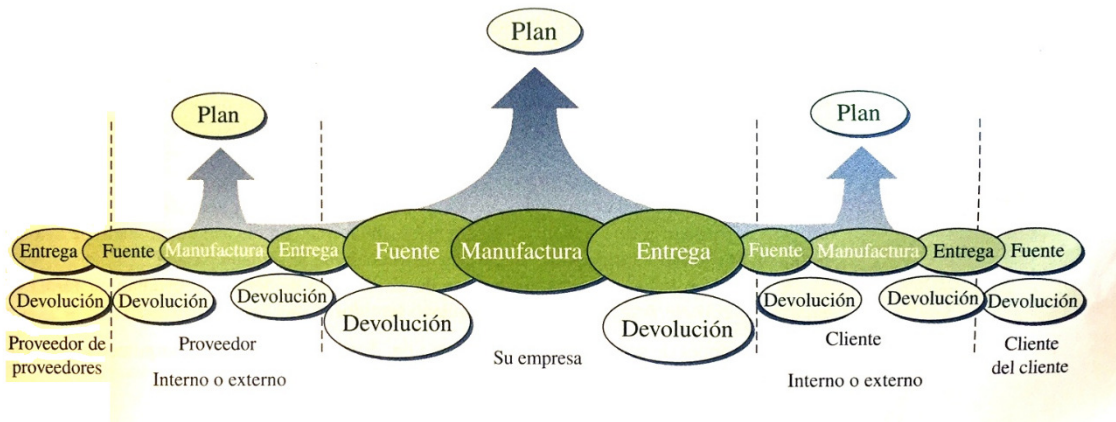 Plan
Plan
Plan
Entrega Fuente Manufactura Entrega Fuente Manufactura Entrega Fuente Manufactura Entrega Fuente
Devolución Devolución Devolución Devolución Devolución Devolución Devolución Devolución
Proveedor de
proveedores
Proveedor
Interno o externo
Su empresa
Cliente
Interno o externo
Cliente
del cliente